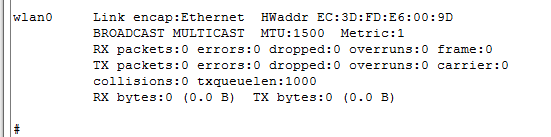 wlan0     Link encap:Ethernet  HWaddr EC:3D:FD:E6:00:9D
          BROADCAST MULTICAST  MTU:1500  Metric:1
          RX packets:0 errors:0 dropped:0 overruns:0 frame:0
          TX packets:0 errors:0 dropped:0 overruns:0 carrier:0
          collisions:0 txqueuelen:1000
          RX bytes:0 (0.0 B)  TX bytes:0 (0.0 B)
#